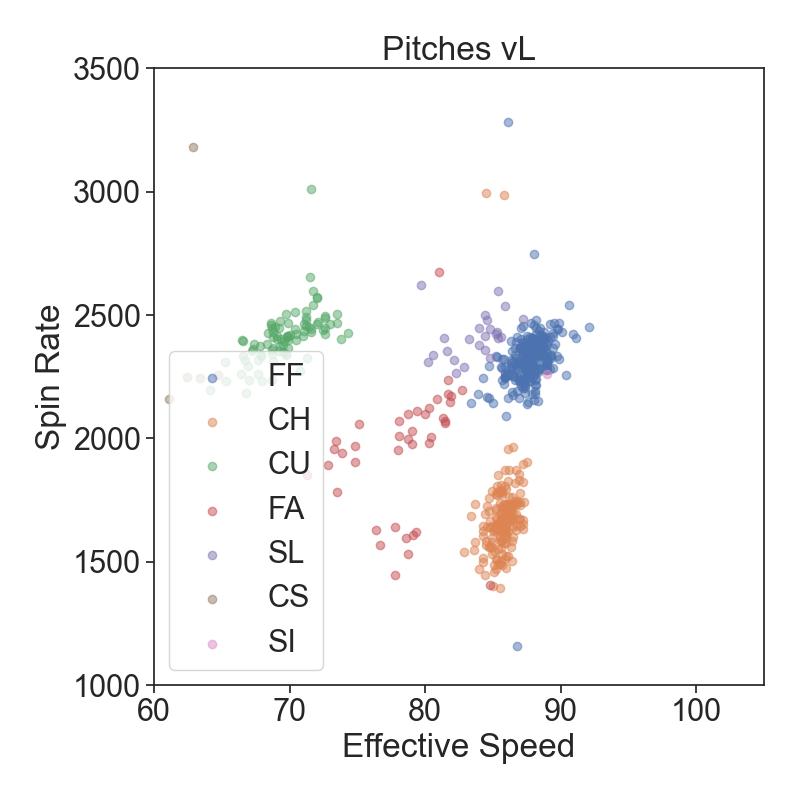 Pitches vL
3500
3000
2500
2000
1500
1000
Spin Rate
FF
CH
CU
FA
SL
CS
SI
60 70 80 90 100
Effective Speed